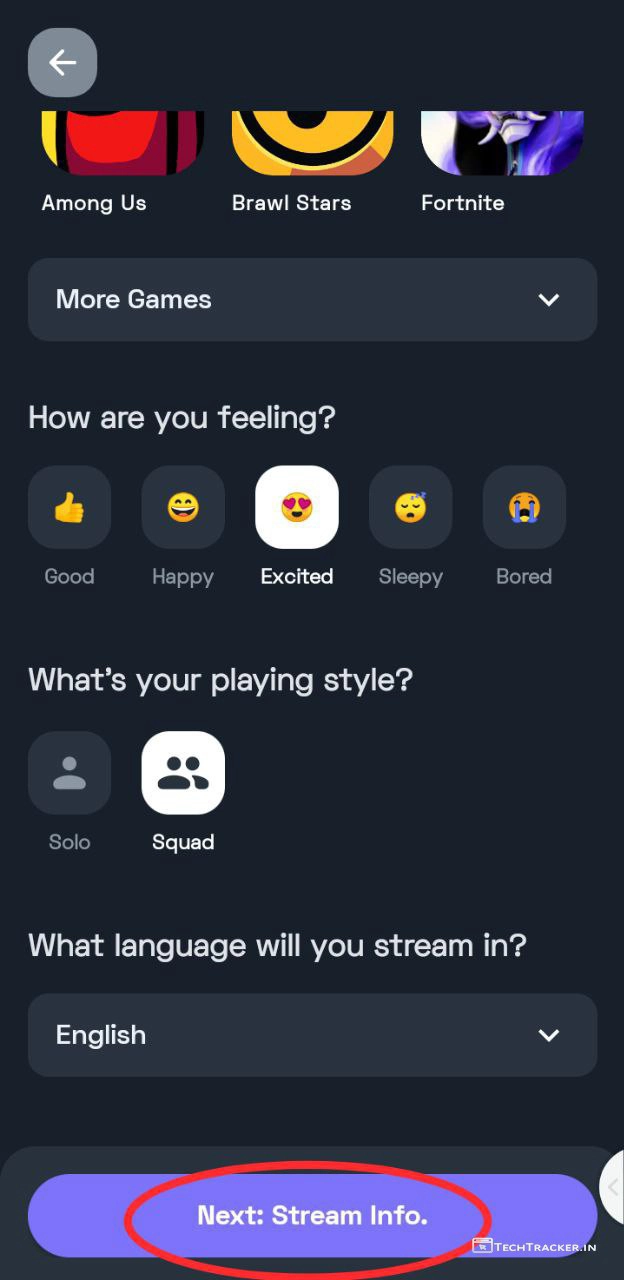 Among Us Brawl Stars Fortnite
More Games
How are you feeling?
Good Happy Excited Sleepy Bored
What's your playing style?
Solo Squad
What language will you stream in?
English
Next: Stream Info.
TechTracker.in